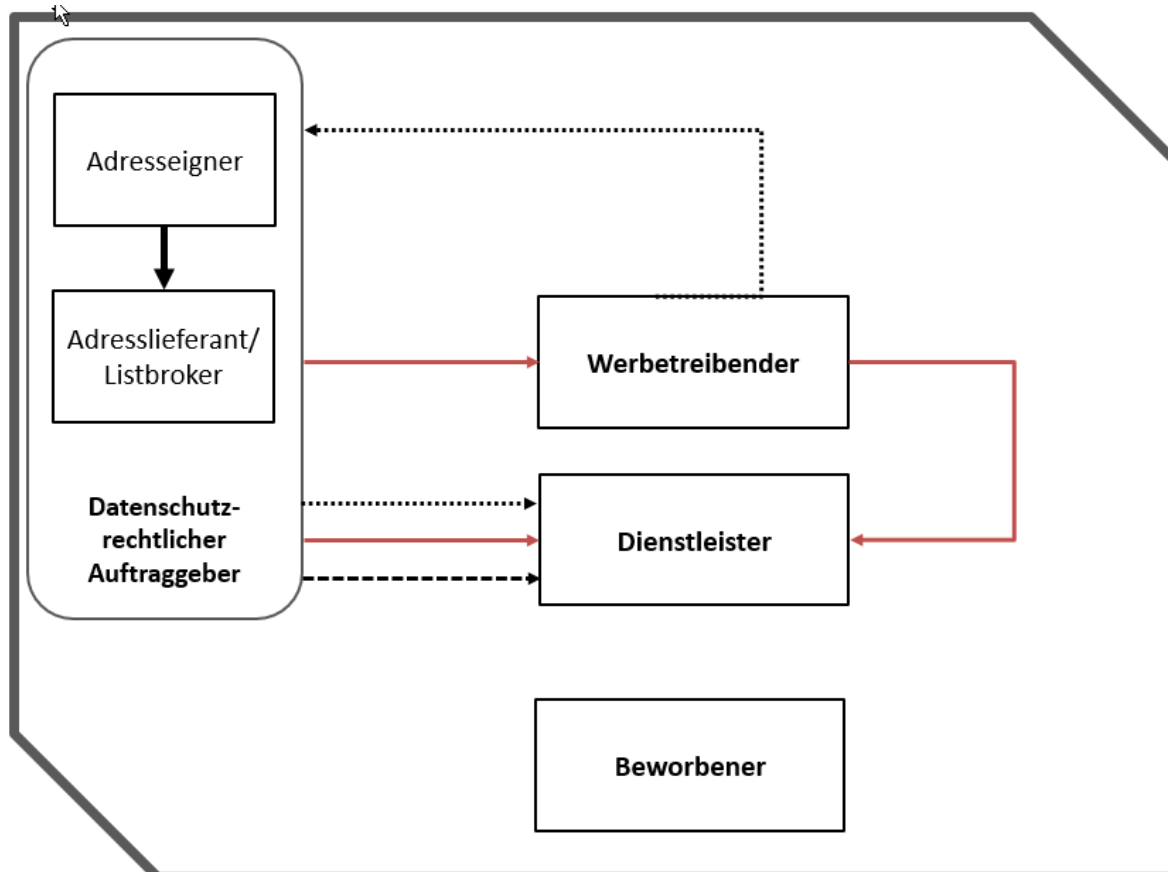 Adresseigner
Adresslieferant/
Listbroker
Datenschutz-
rechtlicher
Auftraggeber
Werbetreibender
Dienstleister
Beworbener